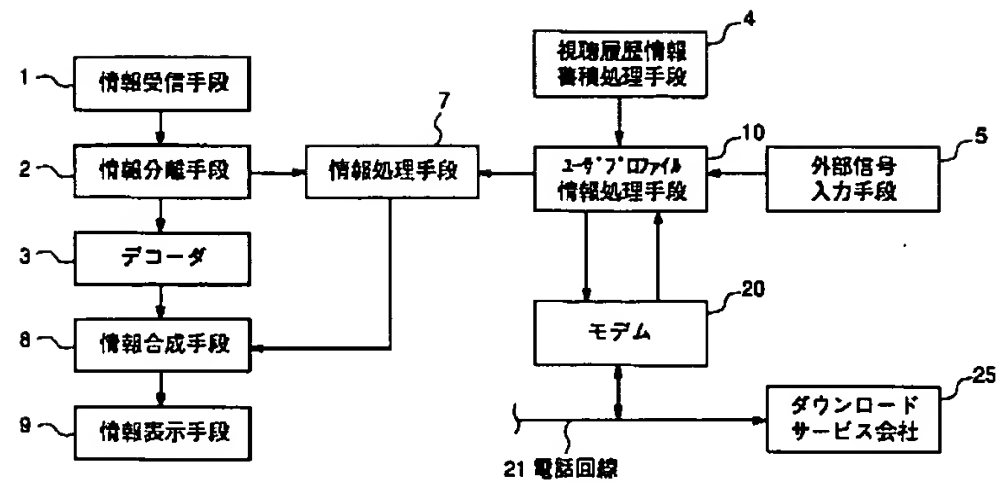 1
情報受信手段
2
情報分離手段
3
デコーダ
8
情報合成手段
9
情報表示手段
7
情報処理手段
4
視聴履歴情報
蓄積処理手段
10
ユーザプロファイル
情報処理手段
5
外部信号
入力手段
20
モデム
21 電話回線
25
ダウンロード
サービス会社